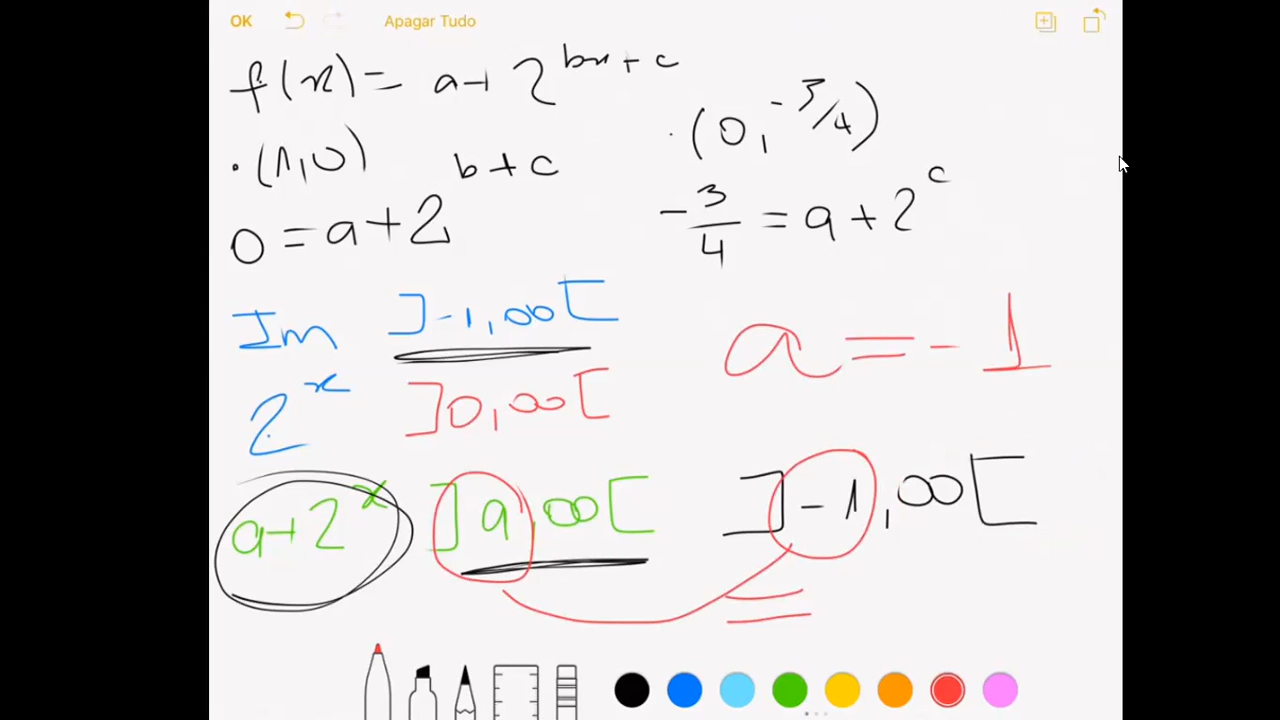 OK Apagar Tudo
f(x) = a + 2^{bx + c}
• (1,0)
0 = a + 2^{b + c}
• (0, -3/4)
-3/4 = a + 2^c
Im ]-1, ∞[
2^x ]0, ∞[
a + 2^x ]a, ∞[
a = -1
]-1, ∞[
=